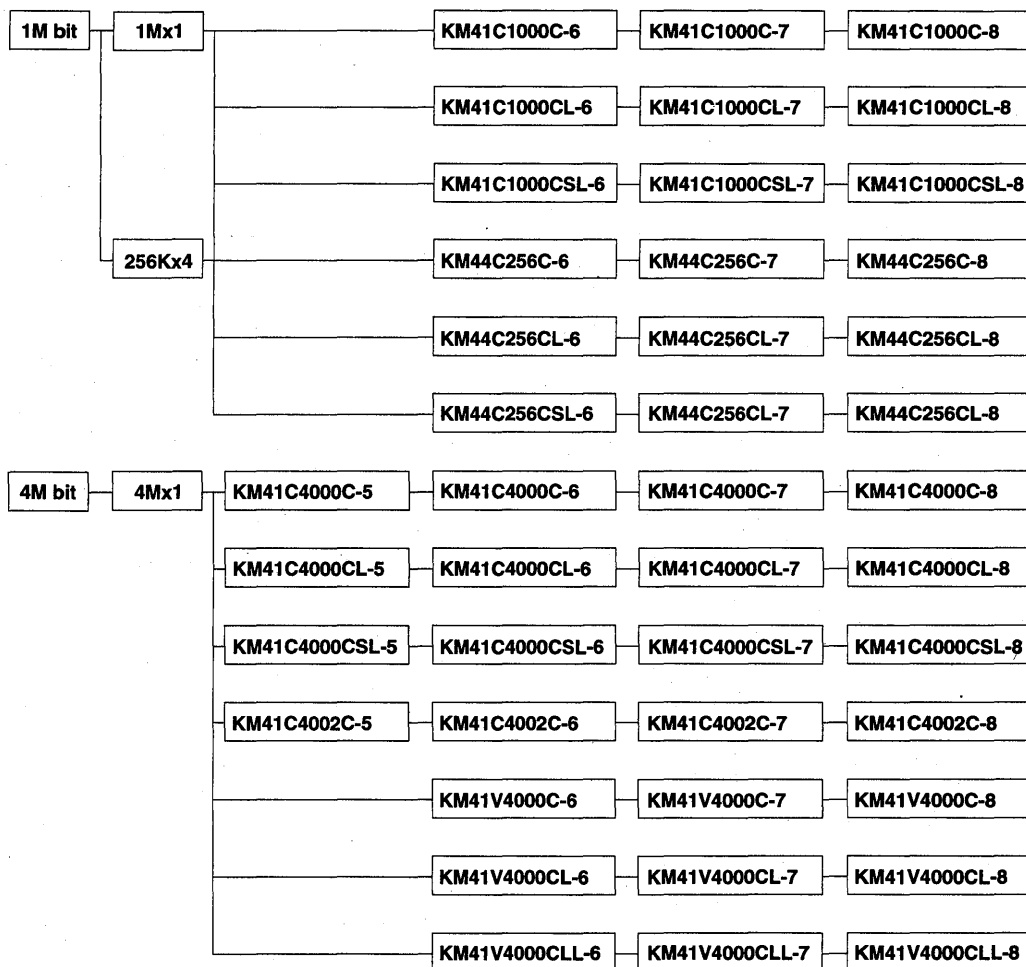 1M bit 1Mx1 KM41C1000C-6 KM41C1000C-7 KM41C1000C-8
KM41C1000CL-6 KM41C1000CL-7 KM41C1000CL-8
KM41C1000CSL-6 KM41C1000CSL-7 KM41C1000CSL-8
256Kx4 KM44C256C-6 KM44C256C-7 KM44C256C-8
KM44C256CL-6 KM44C256CL-7 KM44C256CL-8
KM44C256CSL-6 KM44C256CL-7 KM44C256CL-8
4M bit 4Mx1 KM41C4000C-5 KM41C4000C-6 KM41C4000C-7 KM41C4000C-8
KM41C4000CL-5 KM41C4000CL-6 KM41C4000CL-7 KM41C4000CL-8
KM41C4000CSL-5 KM41C4000CSL-6 KM41C4000CSL-7 KM41C4000CSL-8
KM41C4002C-5 KM41C4002C-6 KM41C4002C-7 KM41C4002C-8
KM41V4000C-6 KM41V4000C-7 KM41V4000C-8
KM41V4000CL-6 KM41V4000CL-7 KM41V4000CL-8
KM41V4000CLL-6 KM41V4000CLL-7 KM41V4000CLL-8